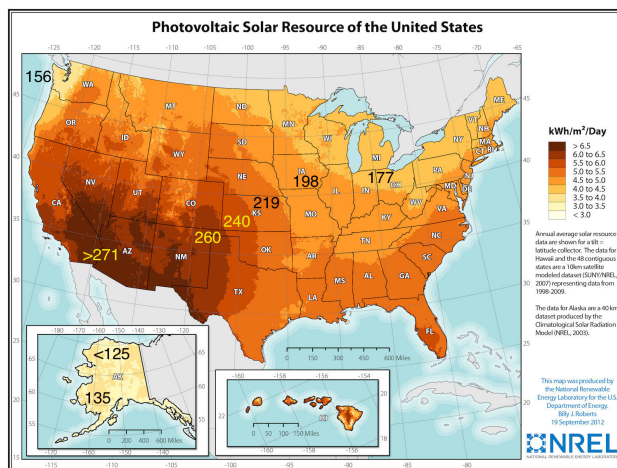 Photovoltaic Solar Resource of the United States
-125 -120 -115 -110 -105 -100 -95 -90 -85 -80 -75 -65
156
WA
OR
CA
NV
ID
MT
WY
UT
AZ
CO
NM
ND
SD
NE
KS
OK
TX
MN
IA
MO
AR
LA
WI
IL
MI
IN
OH
KY
TN
MS
AL
GA
FL
SC
NC
VA
WV
PA
NY
VT
NH
ME
MA
CT
RI
NJ
MD
DE
198
177
219
240
260
>271
45
40
35
30
25
20
15
kWh/m²/Day
> 6.5
6.0 to 6.5
5.5 to 6.0
5.0 to 5.5
4.5 to 5.0
4.0 to 4.5
3.5 to 4.0
3.0 to 3.5
< 3.0
Annual average solar resource
data are shown for a tilt =
latitude collector. The data for
Hawaii and the 48 contiguous
states are a 10km satellite
modeled dataset (SUNY/NREL,
2007) representing data from
1998-2009.
The data for Alaska are a 40 km
dataset produced by the
Climatological Solar Radiation
Model (NREL, 2003).
0 150 300 450 600 Miles
-180 -170 -160 -150 -140 -130
<125
AK
135
65
60
55
0 200 400 600 Miles
-160 -158 -156 -154
22
20
18
HI
0 50 100 150 Miles
This map was produced by
the National Renewable
Energy Laboratory for the U.S.
Department of Energy.
Billy J. Roberts
19 September 2012
NREL
NATIONAL RENEWABLE ENERGY LABORATORY
-115 -110 -105 -100 -95 -90 -85 -80